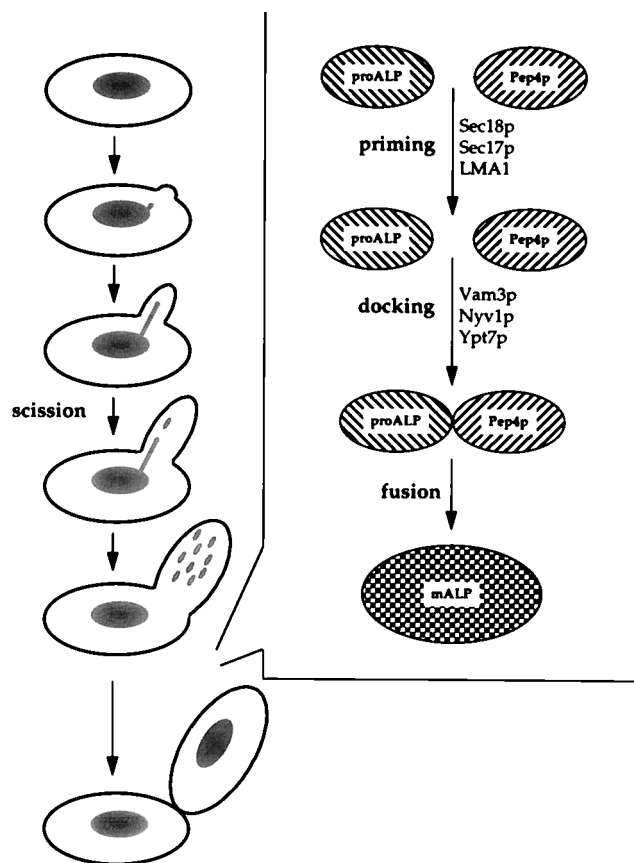 proALP
Pep4p
priming
Sec18p
Sec17p
LMA1
proALP
Pep4p
docking
Vam3p
Nyv1p
Ypt7p
scission
proALP
Pep4p
fusion
mALP